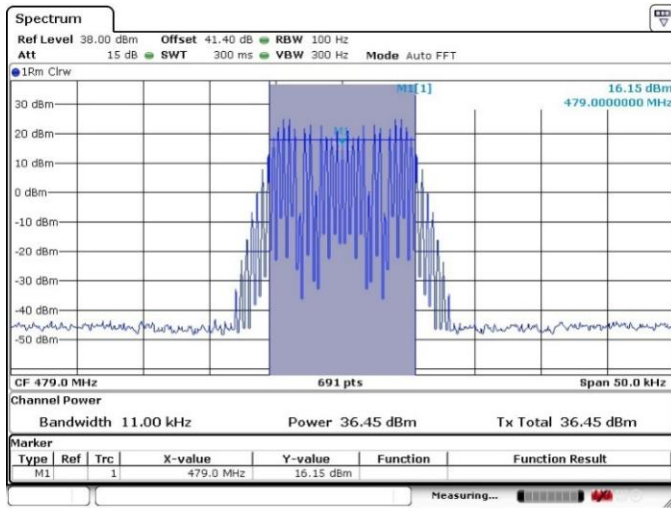 Spectrum
Ref Level 38.00 dBm Offset 41.40 dB RBW 100 Hz
Att 15 dB SWT 300 ms VBW 300 Hz Mode Auto FFT
1Rm Clrw
M1[1] 16.15 dBm
479.0000000 MHz
30 dBm
20 dBm
M1
10 dBm
0 dBm
-10 dBm
-20 dBm
-30 dBm
-40 dBm
-50 dBm
CF 479.0 MHz 691 pts Span 50.0 kHz
Channel Power
Bandwidth 11.00 kHz Power 36.45 dBm Tx Total 36.45 dBm
Marker
Type Ref Trc X-value Y-value Function Function Result
M1 1 479.0 MHz 16.15 dBm
Measuring...